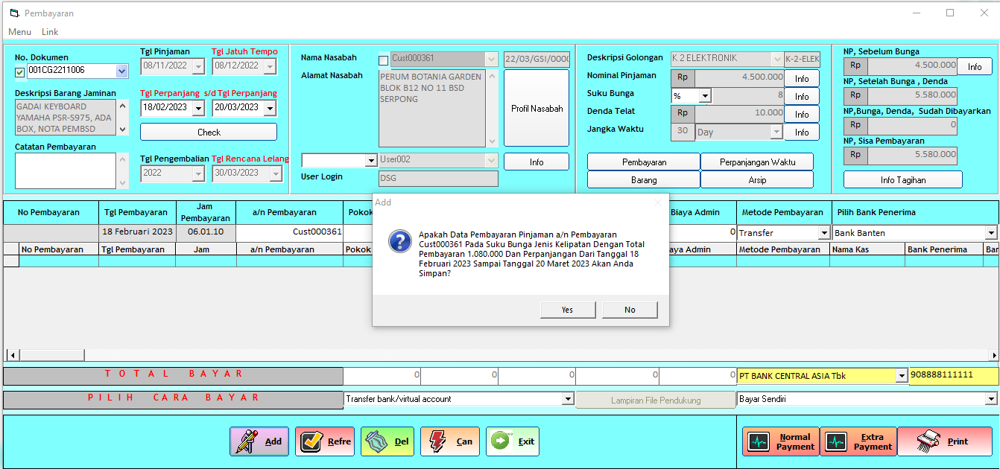 Pembayaran
Menu Link
No. Dokumen
001CG2211006
Deskripsi Barang Jaminan
GADAI KEYBOARD
YAMAHA PSR-S975, ADA
BOX, NOTA PEMBSD
Catatan Pembayaran
Tgl Pinjaman Tgl Jatuh Tempo
08/11/2022 08/12/2022
Tgl Perpanjang s/d Tgl Perpanjang
18/02/2023 20/03/2023
Check
Tgl Pengembalian Tgl Rencana Lelang
2022 30/03/2023
Nama Nasabah Cust000361 22/03/GSI/0000
Alamat Nasabah
PERUM BOTANIA GARDEN
BLOK B12 NO 11 BSD
SERPONG
Profil Nasabah
User002 Info
User Login DSG
Deskripsi Golongan K 2 ELEKTRONIK K-2-ELEK
Nominal Pinjaman Rp 4.500.000 Info
Suku Bunga % 8 Info
Denda Telat Rp 10.000 Info
Jangka Waktu 30 Day Info
Pembayaran Perpanjangan Waktu
Barang Arsip
NP, Sebelum Bunga
Rp 4.500.000 Info
NP, Setelah Bunga , Denda
Rp 5.580.000
NP,Bunga, Denda, Sudah Dibayarkan
Rp 0
NP, Sisa Pembayaran
Rp 5.580.000
Info Tagihan
No Pembayaran Tgl Pembayaran Jam Pembayaran a/n Pembayaran Pokok Biaya Admin Metode Pembayaran Pilih Bank Penerima
18 Februari 2023 06.01.10 Cust000361 0 Transfer Bank Banten
No Pembayaran Tgl Pembayaran Jam a/n Pembayaran Pokok aya Admin Metode Pembayaran Nama Kas Bank Penerima Bar
Add
Apakah Data Pembayaran Pinjaman a/n Pembayaran
Cust000361 Pada Suku Bunga Jenis Kelipatan Dengan Total
Pembayaran 1.080.000 Dan Perpanjangan Dari Tanggal 18
Februari 2023 Sampai Tanggal 20 Maret 2023 Akan Anda
Simpan?
Yes No
TOTAL BAYAR 0 0 0 0 0 PT BANK CENTRAL ASIA Tbk 908888111111
PILIH CARA BAYAR Transfer bank/virtual account Lampiran File Pendukung Bayar Sendiri
Add Refre Del Can Exit Normal Payment Extra Payment Print